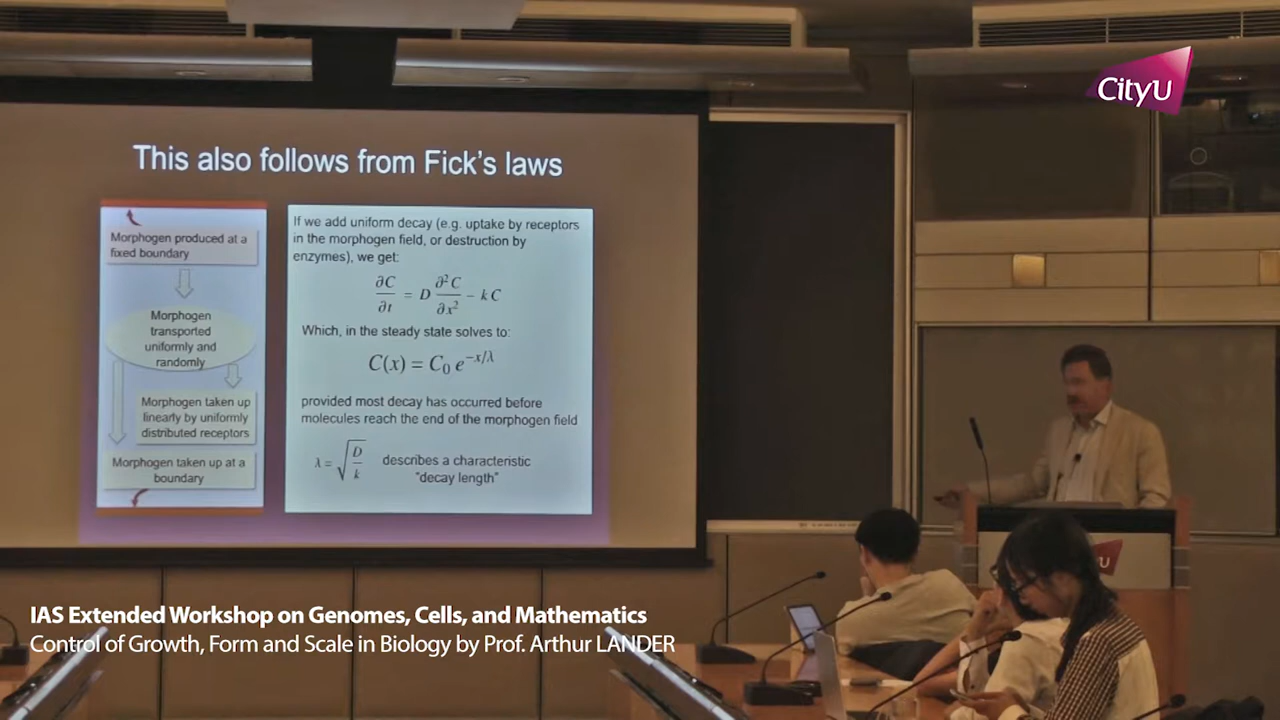 CityU
This also follows from Fick's laws
Morphogen produced at a
fixed boundary
Morphogen
transported
uniformly and
randomly
Morphogen taken up
linearly by uniformly
distributed receptors
Morphogen taken up at a
boundary
If we add uniform decay (e.g. uptake by receptors
in the morphogen field, or destruction by
enzymes), we get:
∂C/∂t = D ∂²C/∂x² − kC
Which, in the steady state solves to:
C(x) = C₀ e^(−x/λ)
provided most decay has occurred before
molecules reach the end of the morphogen field
λ = √(D/k) describes a characteristic
"decay length"
IAS Extended Workshop on Genomes, Cells, and Mathematics
Control of Growth, Form and Scale in Biology by Prof. Arthur LANDER